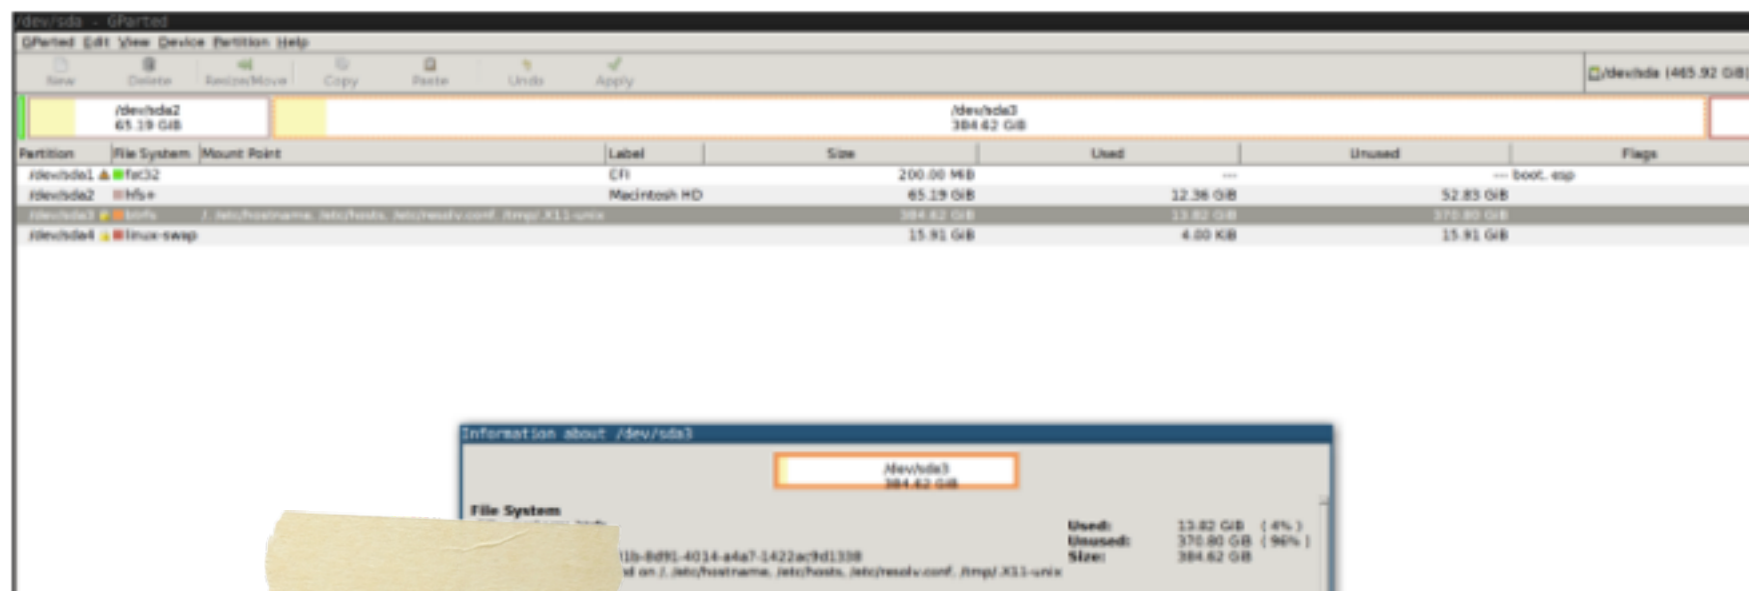 /dev/sda - GParted
GParted Edit View Device Partition Help
New Delete Resize/Move Copy Paste Undo Apply /dev/sda (465.92 GiB)
/dev/sda2 /dev/sda3
65.19 GiB 384.62 GiB
Partition File System Mount Point Label Size Used Unused Flags
/dev/sda1 fat32 EFI 200.00 MiB --- --- boot, esp
/dev/sda2 hfs+ Macintosh HD 65.19 GiB 12.36 GiB 52.83 GiB
/dev/sda3 btrfs /, /etc/hostname, /etc/hosts, /etc/resolv.conf, /tmp/.X11-unix 384.62 GiB 13.82 GiB 370.80 GiB
/dev/sda4 linux-swap 15.91 GiB 4.00 KiB 15.91 GiB
Information about /dev/sda3
/dev/sda3
384.62 GiB
File System
Used: 13.82 GiB ( 4% )
Unused: 370.80 GiB ( 96% )
1b-8d91-4014-a4a7-1422ac9d1338 Size: 384.62 GiB
on /, /etc/hostname, /etc/hosts, /etc/resolv.conf, /tmp/.X11-unix